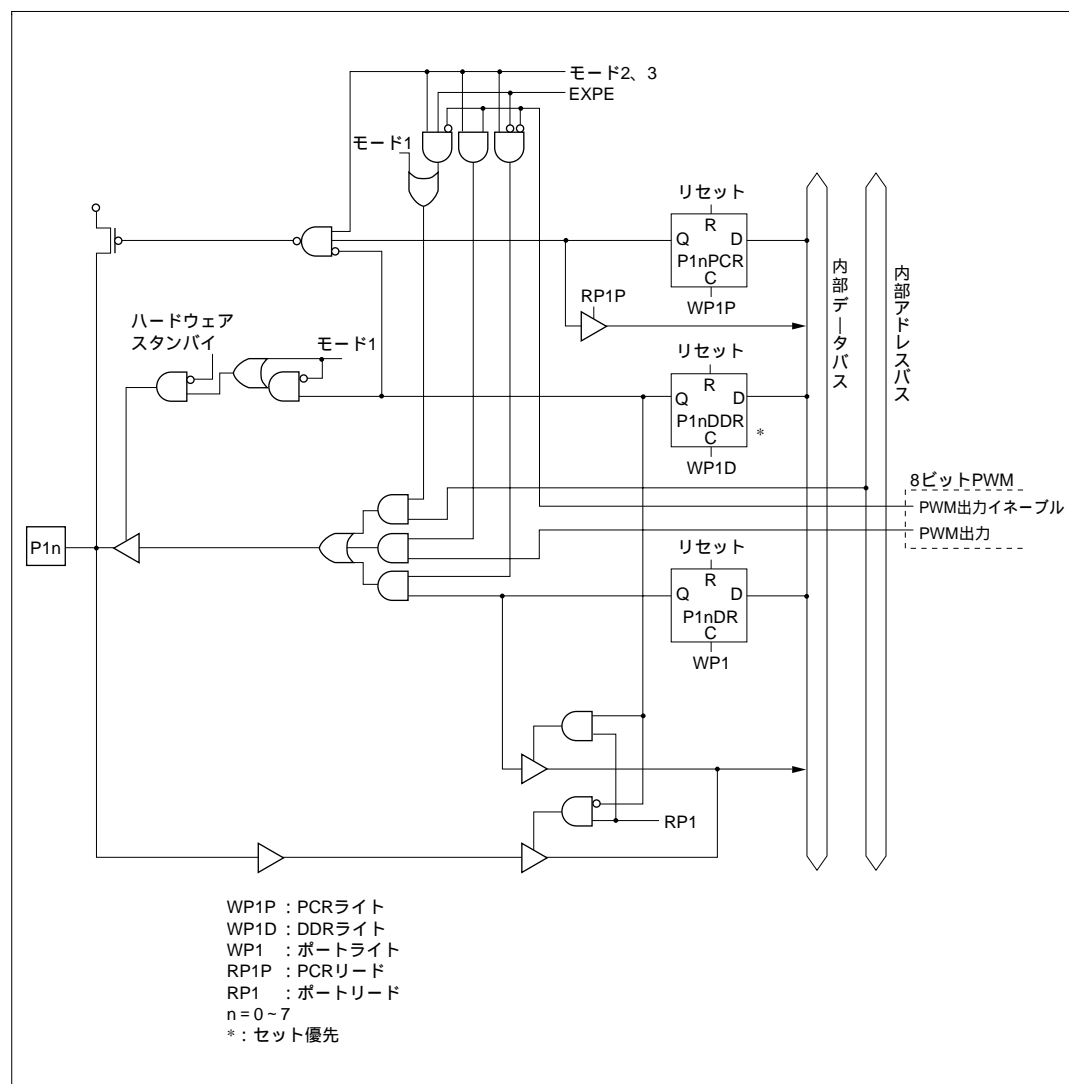 モード2、3
EXPE
モード1
リセット
R
Q D
P1nPCR
C
WP1P
RP1P
ハードウェア
スタンバイ
モード1
リセット
R
Q D
P1nDDR
C
*
WP1D
内部データバス
内部アドレスバス
8ビットPWM
PWM出力イネーブル
PWM出力
P1n
リセット
R
Q D
P1nDR
C
WP1
RP1
WP1P : PCRライト
WP1D : DDRライト
WP1 : ポートライト
RP1P : PCRリード
RP1 : ポートリード
n = 0~7
* : セット優先